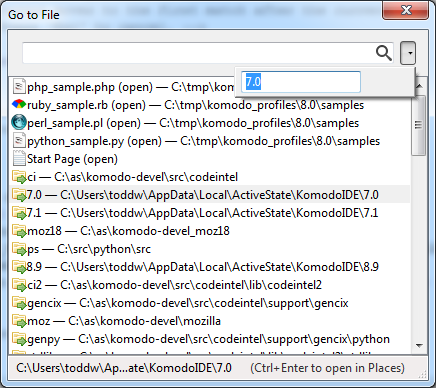 Go to File
7.0
php_sample.php (open) — C:\tmp\komodo_profiles\8.0\samples
ruby_sample.rb (open) — C:\tmp\komodo_profiles\8.0\samples
perl_sample.pl (open) — C:\tmp\komodo_profiles\8.0\samples
python_sample.py (open) — C:\tmp\komodo_profiles\8.0\samples
Start Page (open)
ci — C:\as\komodo-devel\src\codeintel
7.0 — C:\Users\toddw\AppData\Local\ActiveState\KomodoIDE\7.0
7.1 — C:\Users\toddw\AppData\Local\ActiveState\KomodoIDE\7.1
moz18 — C:\as\komodo-devel_moz18
ps — C:\src\python\src
8.9 — C:\Users\toddw\AppData\Local\ActiveState\KomodoIDE\8.9
ci2 — C:\as\komodo-devel\src\codeintel\lib\codeintel2
gencix — C:\as\komodo-devel\src\codeintel\support\gencix
moz — C:\as\komodo-devel\mozilla
genpy — C:\as\komodo-devel\src\codeintel\support\gencix\python
C:\Users\toddw\Ap...ate\KomodoIDE\7.0 (Ctrl+Enter to open in Places)